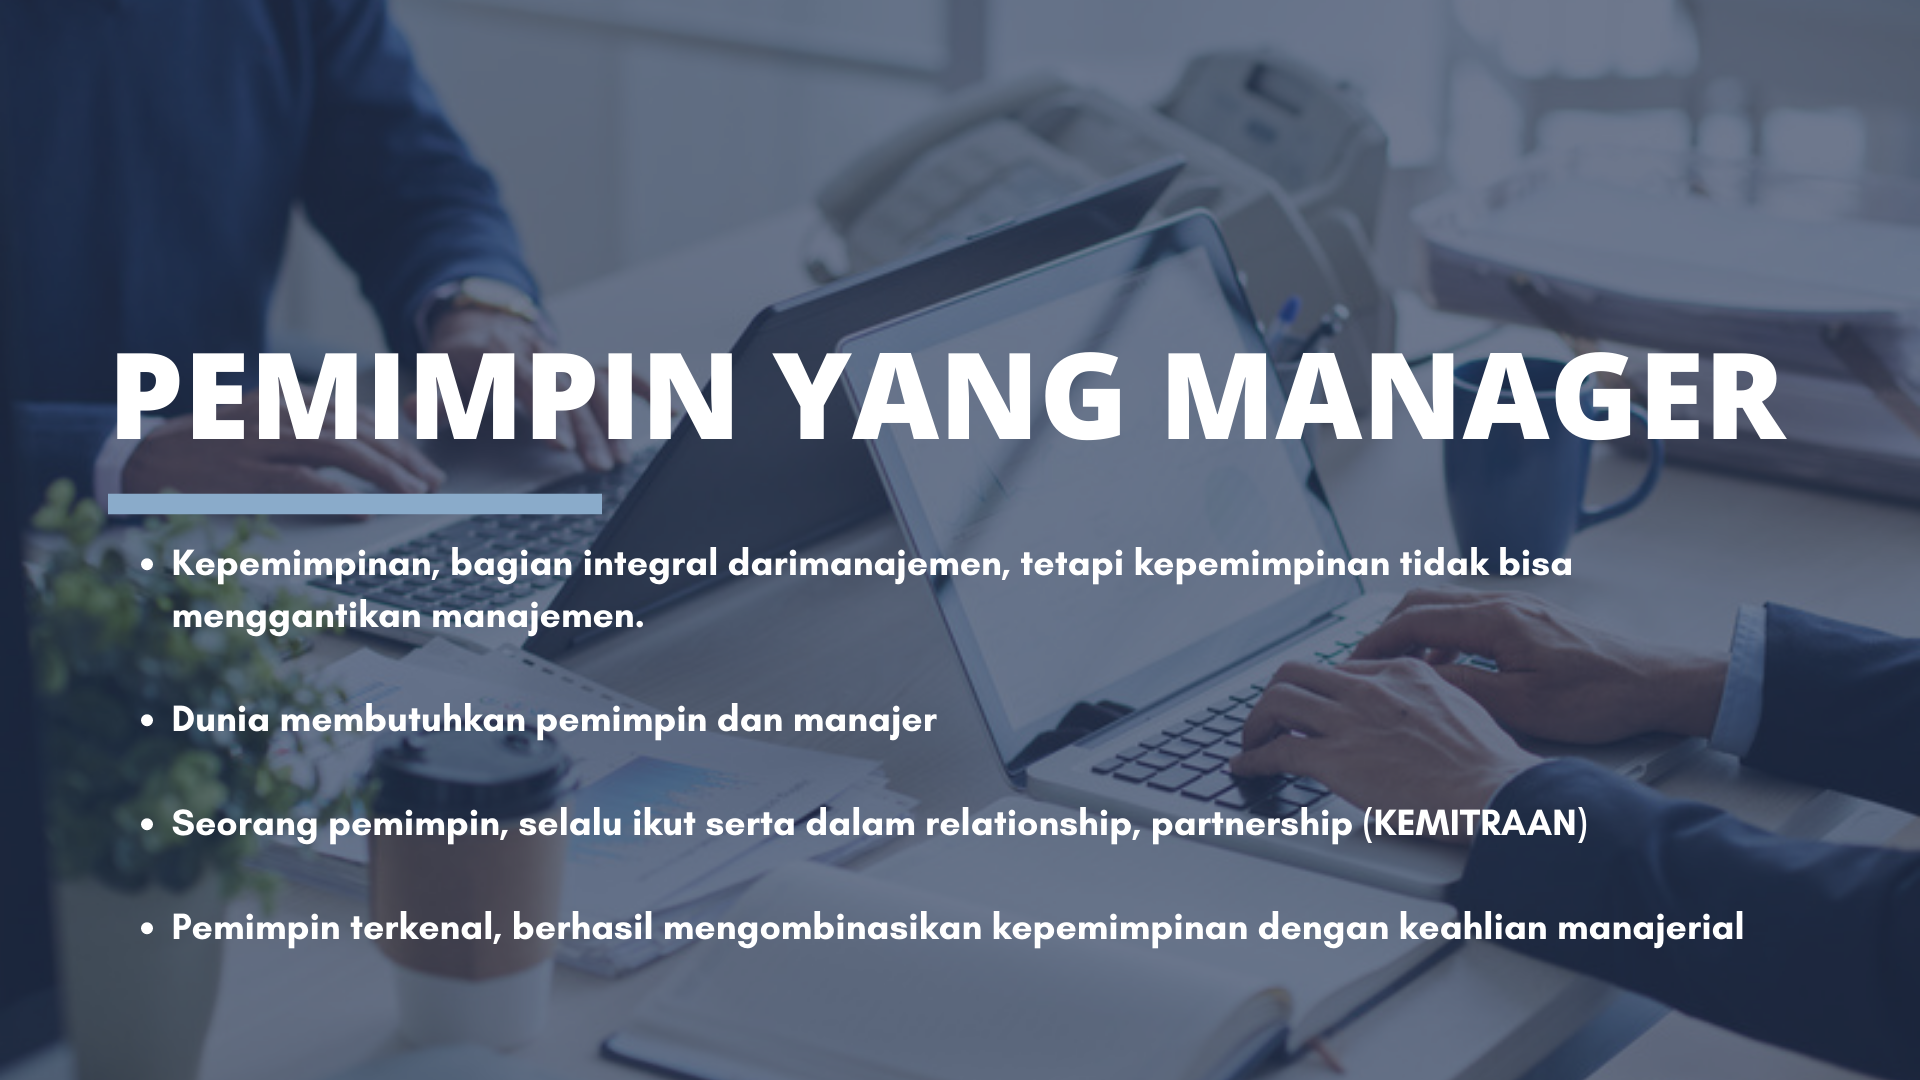 PEMIMPIN YANG MANAGER
• Kepemimpinan, bagian integral darimanajemen, tetapi kepemimpinan tidak bisa
menggantikan manajemen.
• Dunia membutuhkan pemimpin dan manajer
• Seorang pemimpin, selalu ikut serta dalam relationship, partnership (KEMITRAAN)
• Pemimpin terkenal, berhasil mengombinasikan kepemimpinan dengan keahlian manajerial